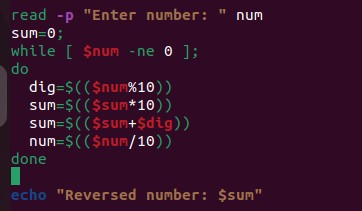 read -p "Enter number: " num
sum=0;
while [ $num -ne 0 ];
do
  dig=$(($num%10))
  sum=$(($sum*10))
  sum=$(($sum+$dig))
  num=$(($num/10))
done

echo "Reversed number: $sum"